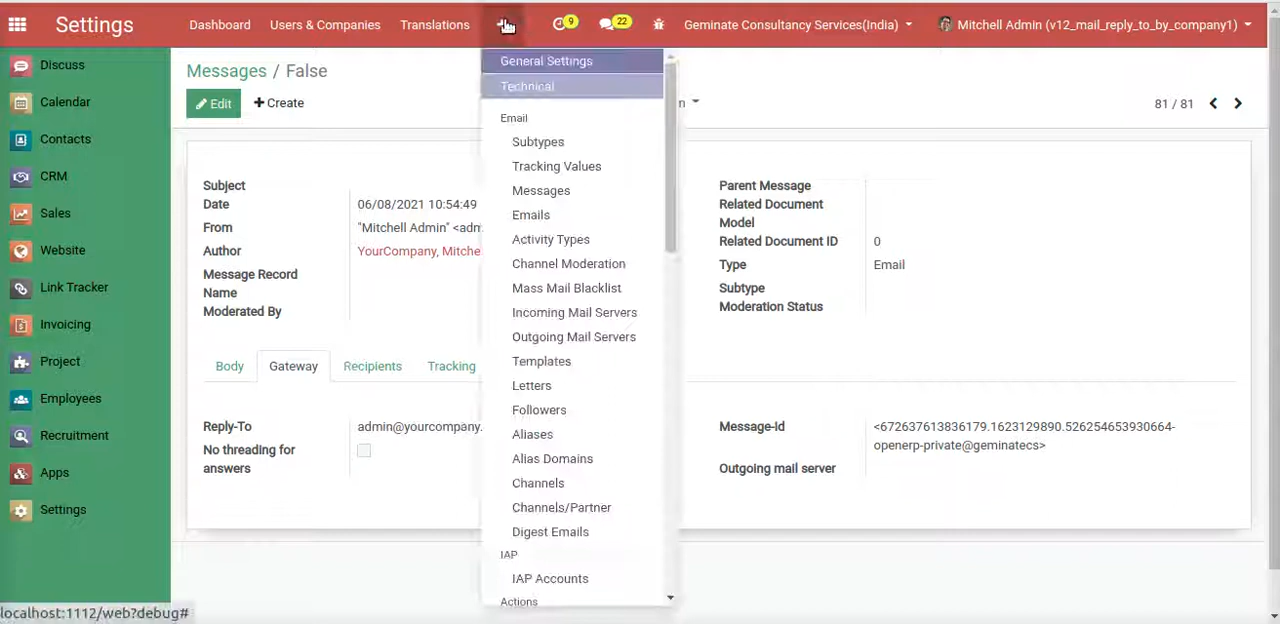 Settings
Dashboard
Users & Companies
Translations
9
22
Geminate Consultancy Services(India)
Mitchell Admin (v12_mail_reply_to_by_company1)
Discuss
Calendar
Contacts
CRM
Sales
Website
Link Tracker
Invoicing
Project
Employees
Recruitment
Apps
Settings
Messages / False
Edit
Create
n
81 / 81
General Settings
Technical
Email
Subtypes
Tracking Values
Messages
Emails
Activity Types
Channel Moderation
Mass Mail Blacklist
Incoming Mail Servers
Outgoing Mail Servers
Templates
Letters
Followers
Aliases
Alias Domains
Channels
Channels/Partner
Digest Emails
IAP
IAP Accounts
Actions
Subject
Date 06/08/2021 10:54:49
From "Mitchell Admin" <adn
Author YourCompany, Mitche
Message Record
Name
Moderated By
Parent Message
Related Document
Model
Related Document ID 0
Type Email
Subtype
Moderation Status
Body
Gateway
Recipients
Tracking
Reply-To admin@yourcompany.
No threading for
answers
Message-Id <672637613836179.1623129890.526254653930664-
openerp-private@geminatecs>
Outgoing mail server
localhost:1112/web?debug#